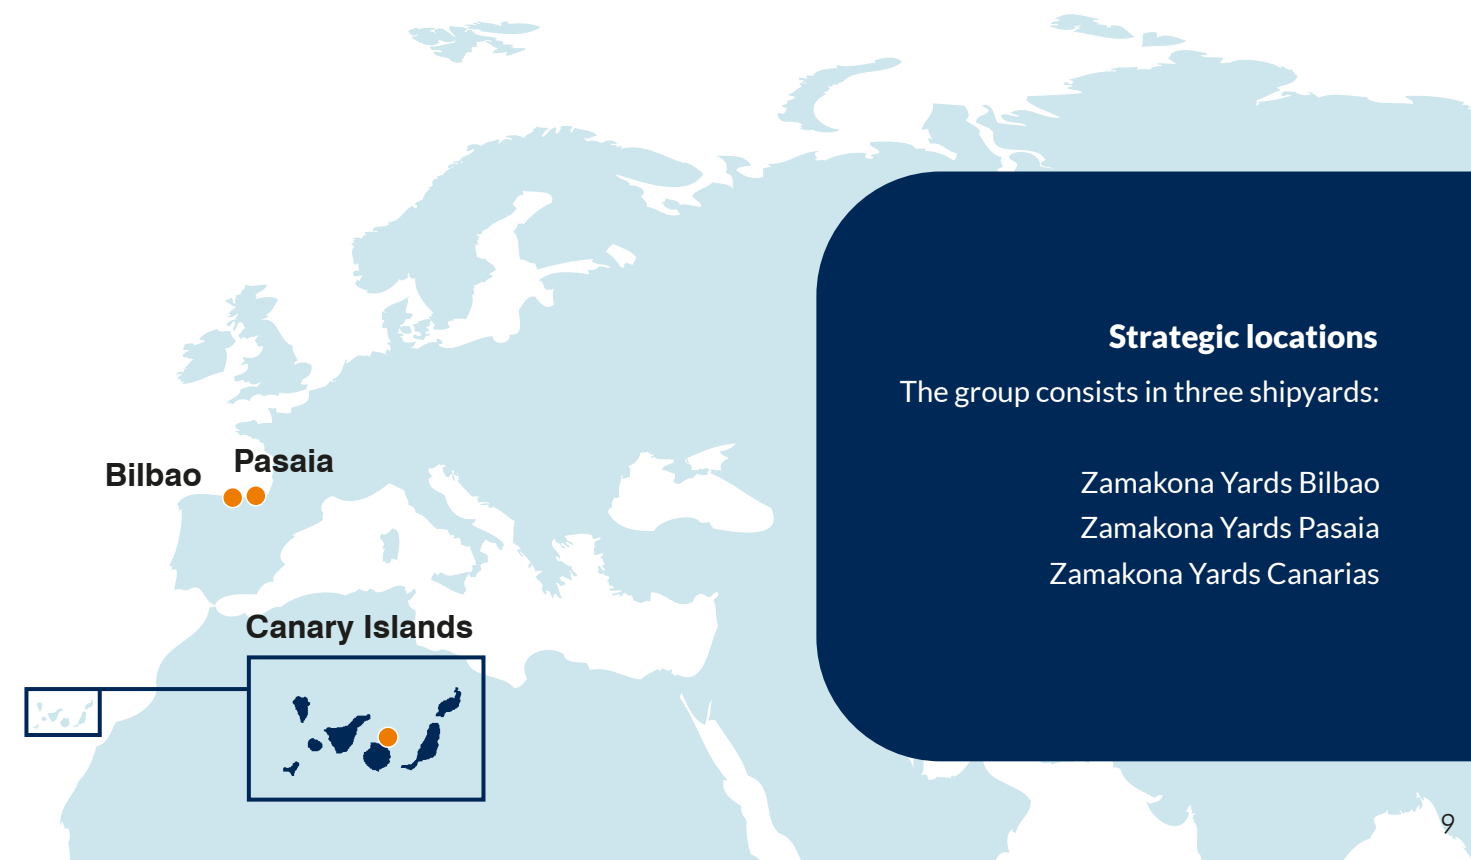 Strategic locations
The group consists in three shipyards:
Zamakona Yards Bilbao
Zamakona Yards Pasaia
Zamakona Yards Canarias
Bilbao
Pasaia
Canary Islands
9